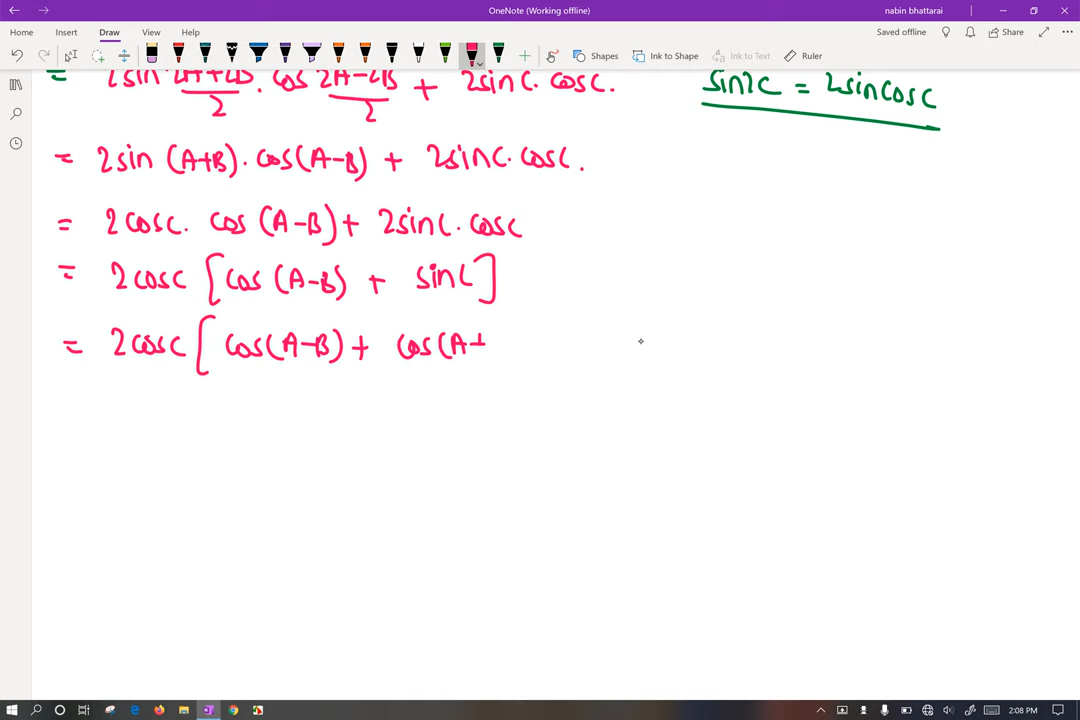 OneNote (Working offline)
nabin bhattarai
Home Insert Draw View Help
Saved offline
Share
Shapes
Ink to Shape
Ink to Text
Ruler
= 2sin 2A+2B/2 . cos 2A-2B/2 + 2sinC. cosC.
sin2C = 2sinCosC
= 2sin (A+B). cos(A-B) + 2sinC. cosC.
= 2cosC. cos (A-B) + 2sinC. cosC
= 2cosC [cos (A-B) + sinC]
= 2cosC [ cos(A-B) + cos(A+
2:08 PM